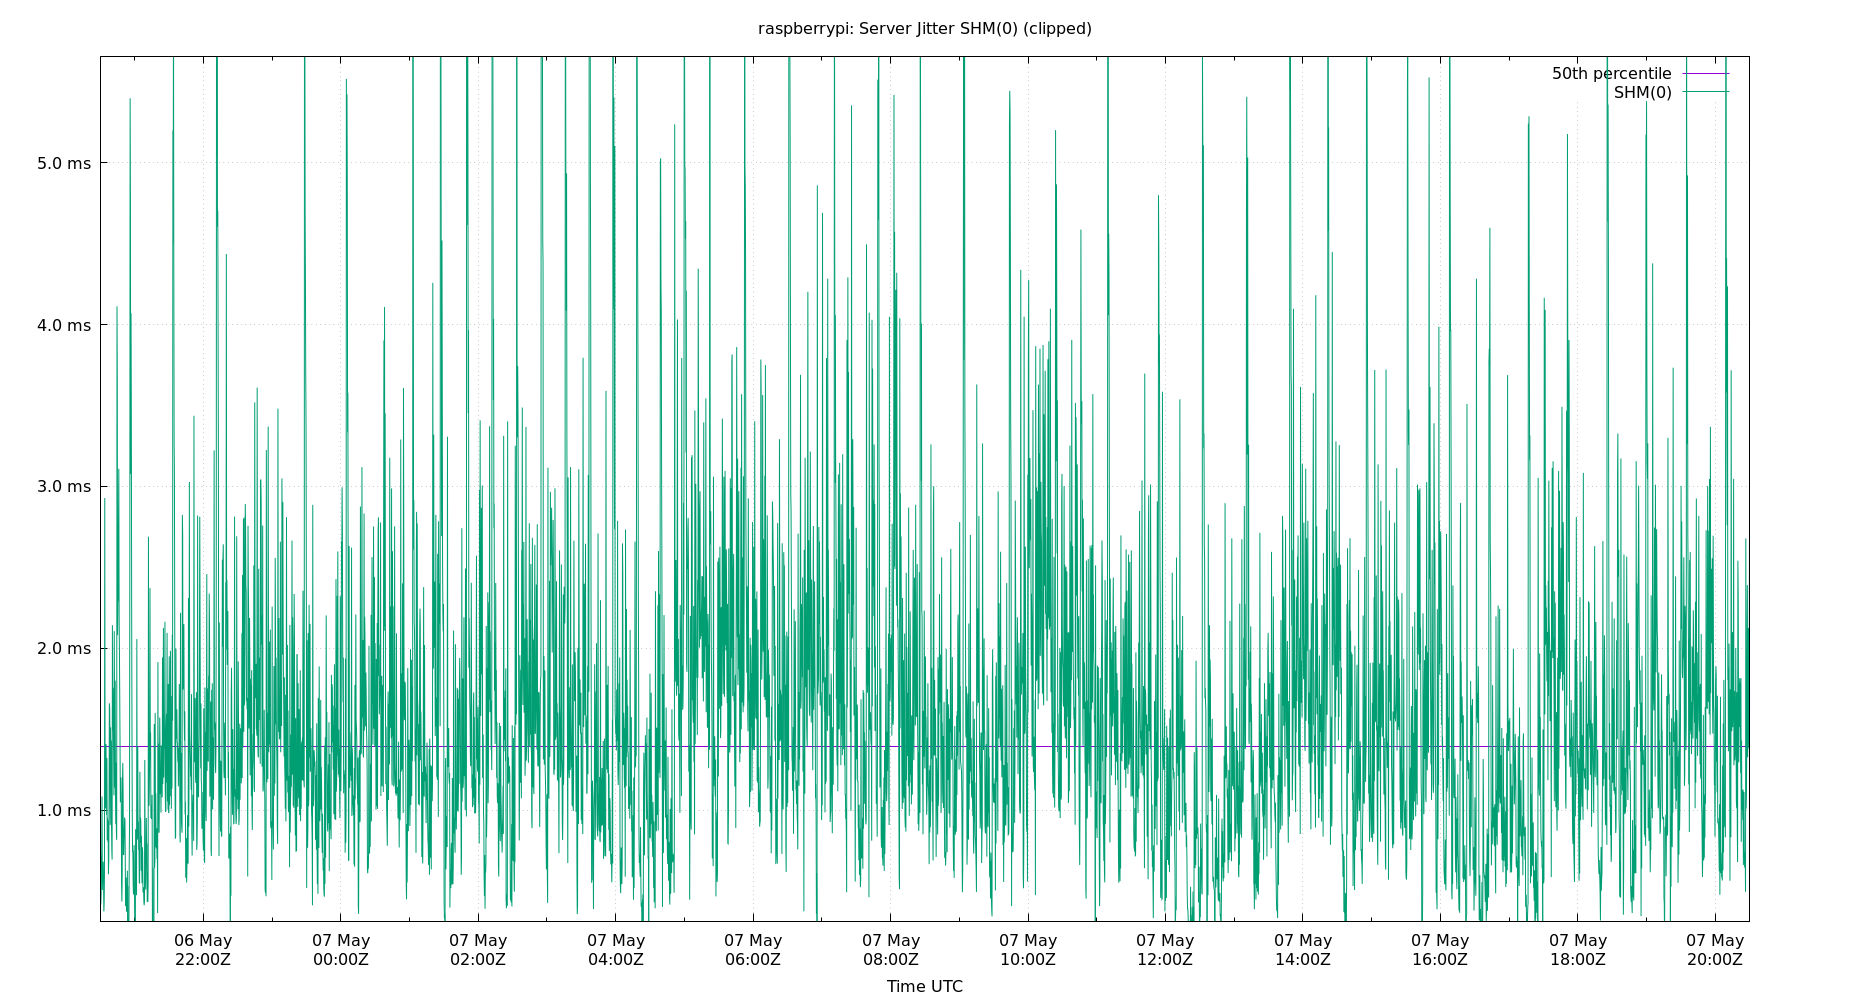 raspberrypi: Server Jitter SHM(0) (clipped)
50th percentile
SHM(0)
5.0 ms
4.0 ms
3.0 ms
2.0 ms
1.0 ms
06 May 07 May 07 May 07 May 07 May 07 May 07 May 07 May 07 May 07 May 07 May 07 May
22:00Z 00:00Z 02:00Z 04:00Z 06:00Z 08:00Z 10:00Z 12:00Z 14:00Z 16:00Z 18:00Z 20:00Z
Time UTC